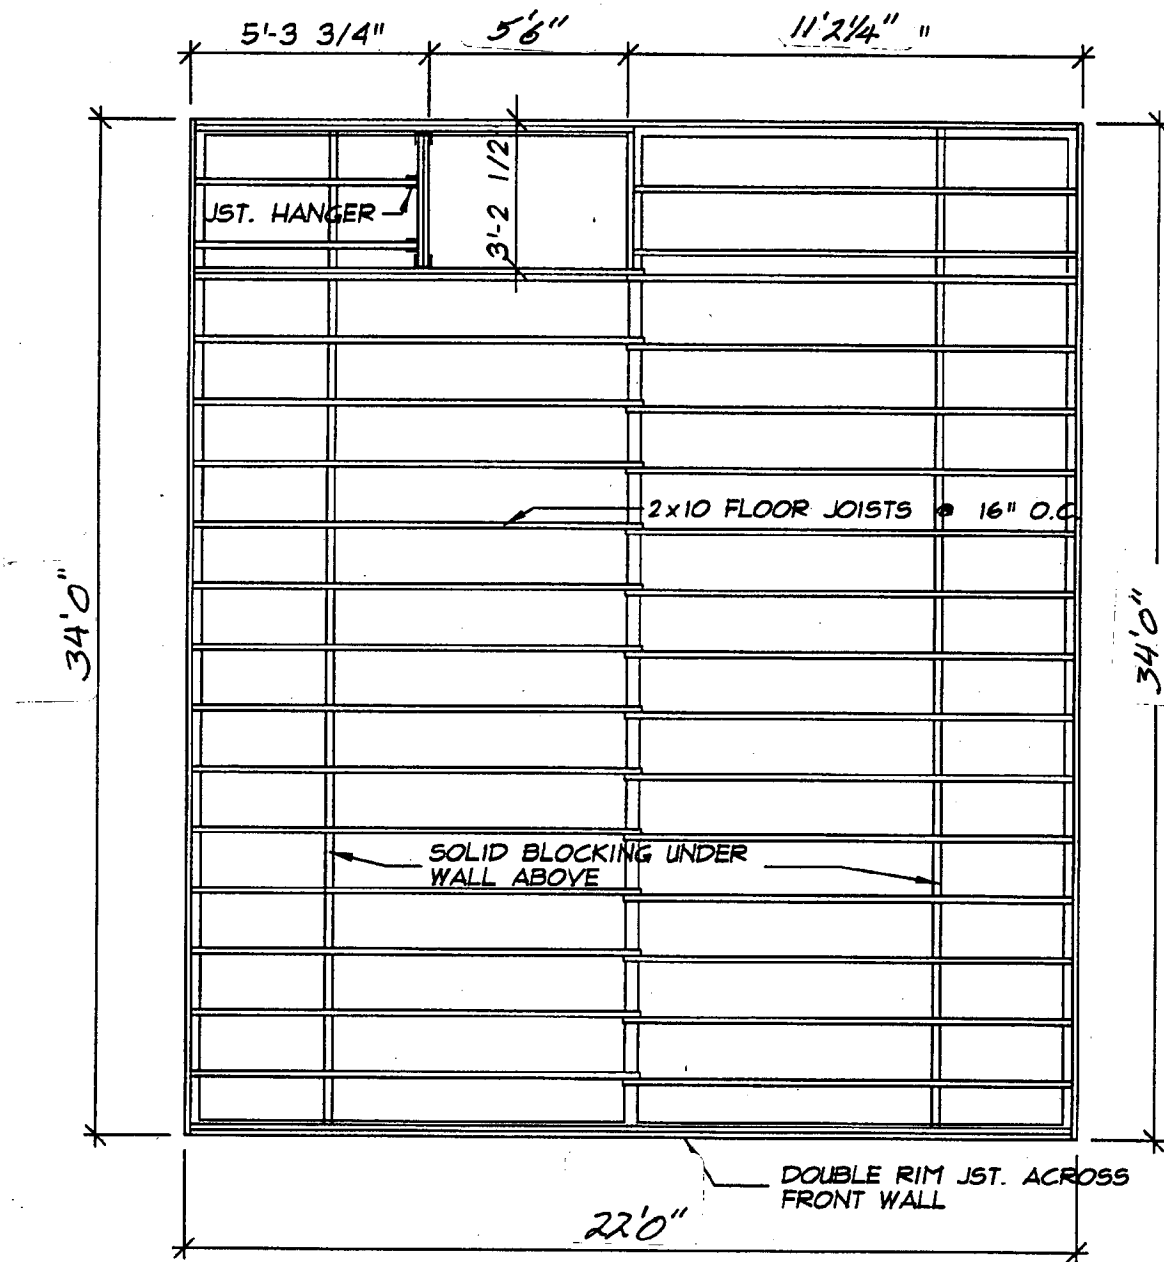 5'-3 3/4" 5'6" 11'2 1/4" "
3'-2 1/2
JST. HANGER
2x10 FLOOR JOISTS @ 16" O.C
34'0"
34'0"
SOLID BLOCKING UNDER
WALL ABOVE
DOUBLE RIM JST. ACROSS
FRONT WALL
22'0"